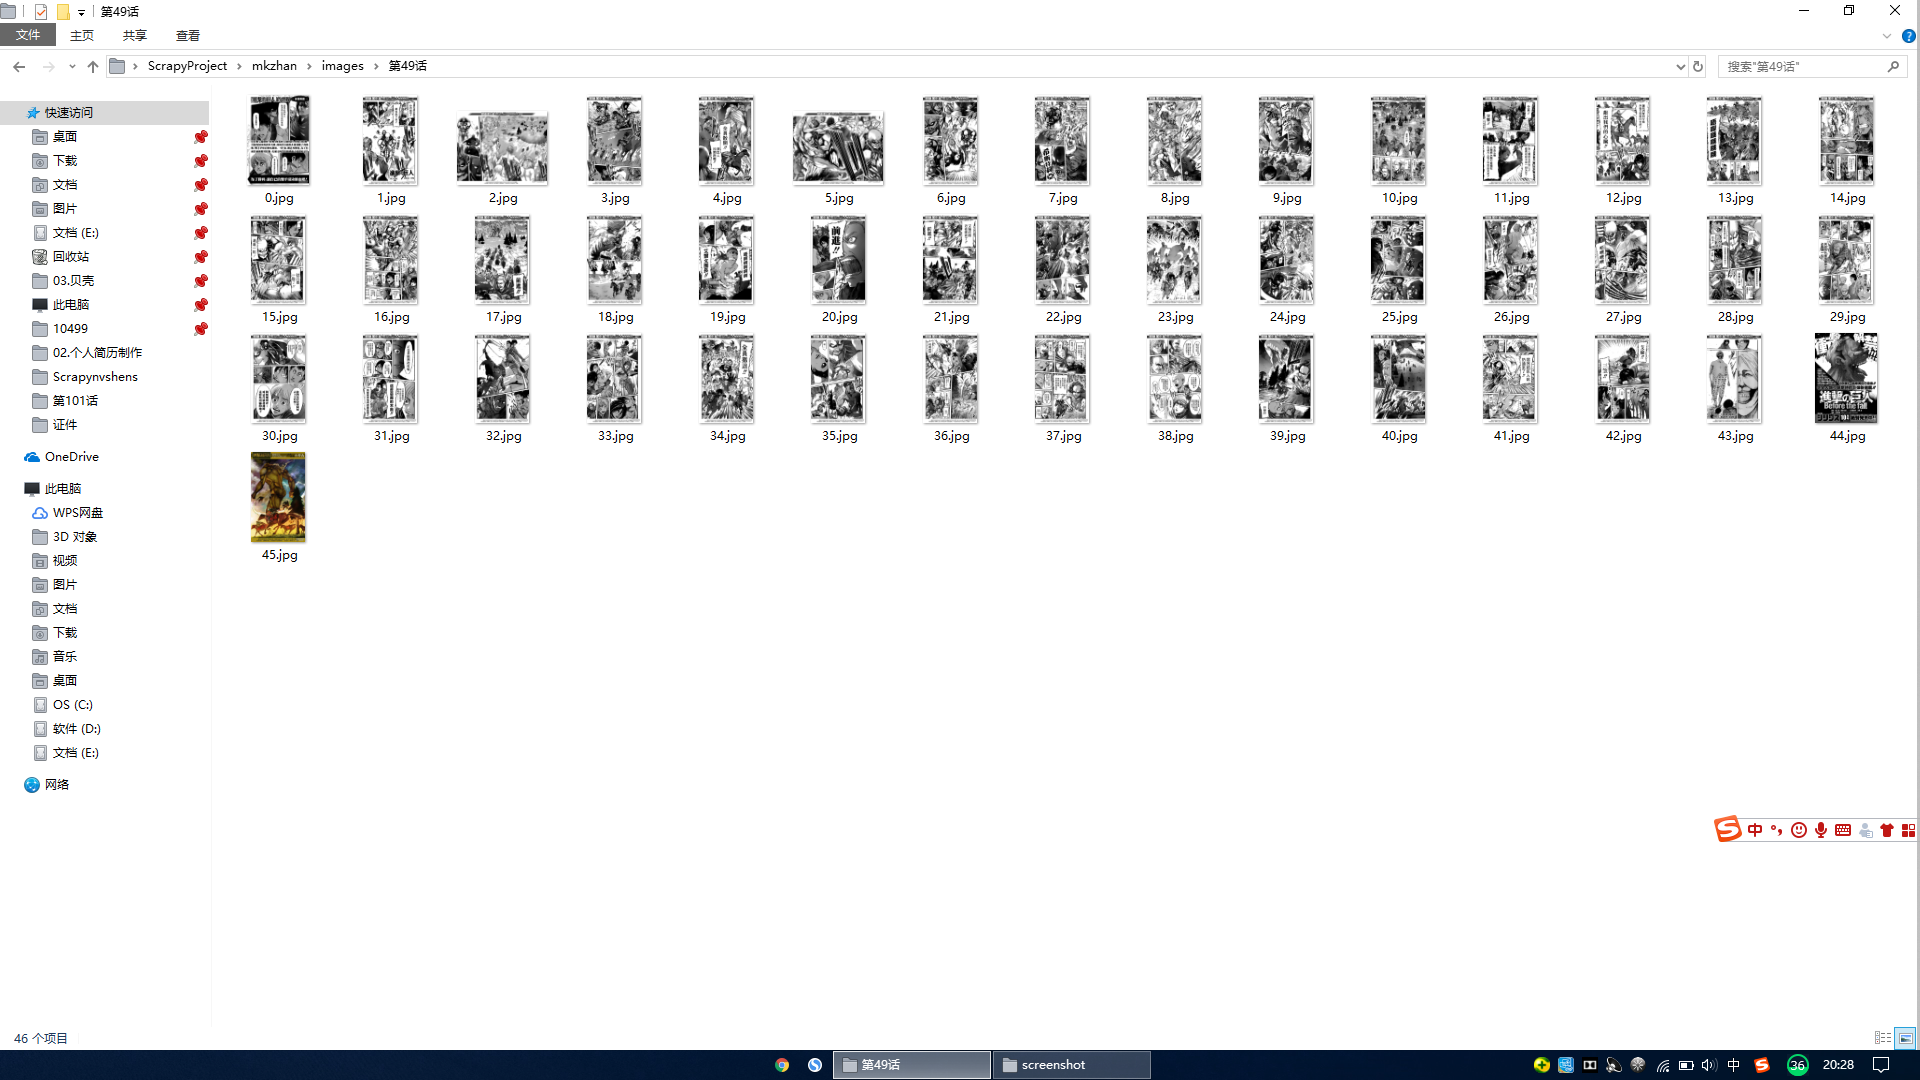 第49话
文件 主页 共享 查看
ScrapyProject mkzhan images 第49话
搜索"第49话"
快速访问
桌面
下载
文档
图片
文档 (E:)
回收站
03.贝壳
此电脑
10499
02.个人简历制作
Scrapynvshens
第101话
证件
OneDrive
此电脑
WPS网盘
3D 对象
视频
图片
文档
下载
音乐
桌面
OS (C:)
软件 (D:)
文档 (E:)
网络
0.jpg 1.jpg 2.jpg 3.jpg 4.jpg 5.jpg 6.jpg 7.jpg 8.jpg 9.jpg 10.jpg 11.jpg 12.jpg 13.jpg 14.jpg
前進!!
15.jpg 16.jpg 17.jpg 18.jpg 19.jpg 20.jpg 21.jpg 22.jpg 23.jpg 24.jpg 25.jpg 26.jpg 27.jpg 28.jpg 29.jpg
進撃の巨人
Before the fall
30.jpg 31.jpg 32.jpg 33.jpg 34.jpg 35.jpg 36.jpg 37.jpg 38.jpg 39.jpg 40.jpg 41.jpg 42.jpg 43.jpg 44.jpg
45.jpg
中
46 个项目
第49话 screenshot 中 36 20:28